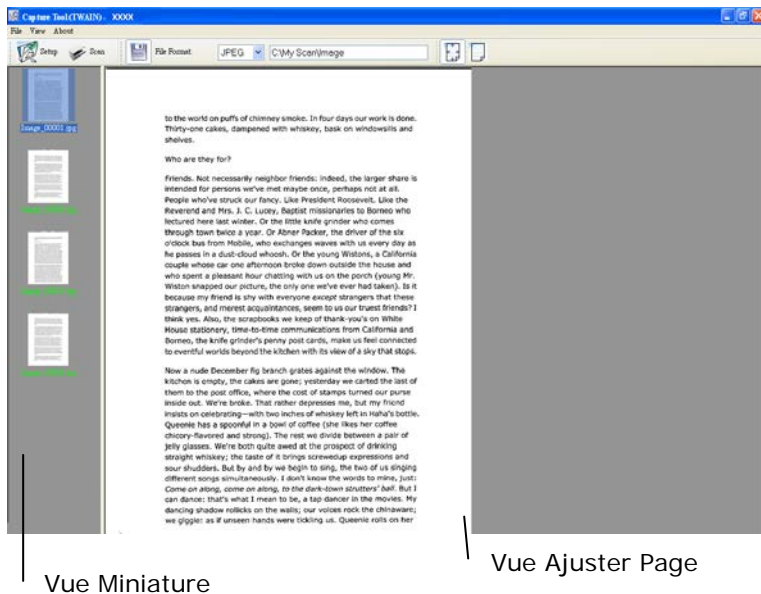 Capture Tool(TWAIN) - XXXX
File View About
Setup Scan File Format JPEG C:\My Scan\Image
Image_00001.jpg
to the world on puffs of chimney smoke. In four days our work is done.
Thirty-one cakes, dampened with whiskey, bask on windowsills and
shelves.
Who are they for?
Friends. Not necessarily neighbor friends: indeed, the larger share is
intended for persons we've met maybe once, perhaps not at all.
People who've struck our fancy. Like President Roosevelt. Like the
Reverend and Mrs. J. C. Lucey, Baptist missionaries to Borneo who
lectured here last winter. Or the little knife grinder who comes
through town twice a year. Or Abner Packer, the driver of the six
o'clock bus from Mobile, who exchanges waves with us every day as
he passes in a dust-cloud whoosh. Or the young Wistons, a California
couple whose car one afternoon broke down outside the house and
who spent a pleasant hour chatting with us on the porch (young Mr.
Wiston snapped our picture, the only one we've ever had taken). Is it
because my friend is shy with everyone except strangers that these
strangers, and merest acquaintances, seem to us our truest friends? I
think yes. Also, the scrapbooks we keep of thank-you's on White
House stationery, time-to-time communications from California and
Borneo, the knife grinder's penny post cards, make us feel connected
to eventful worlds beyond the kitchen with its view of a sky that stops.
Now a nude December fig branch grates against the window. The
kitchen is empty, the cakes are gone; yesterday we carted the last of
them to the post office, where the cost of stamps turned our purse
inside out. We're broke. That rather depresses me, but my friend
insists on celebrating—with two inches of whiskey left in Haha's bottle.
Queenie has a spoonful in a bowl of coffee (she likes her coffee
chicory-flavored and strong). The rest we divide between a pair of
jelly glasses. We're both quite awed at the prospect of drinking
straight whiskey; the taste of it brings screwedup expressions and
sour shudders. But by and by we begin to sing, the two of us singing
different songs simultaneously. I don't know the words to mine, just:
Come on along, come on along, to the dark-town strutters' ball. But I
can dance: that's what I mean to be, a tap dancer in the movies. My
dancing shadow rollicks on the walls; our voices rock the chinaware;
we giggle: as if unseen hands were tickling us. Queenie rolls on her
Vue Ajuster Page
Vue Miniature